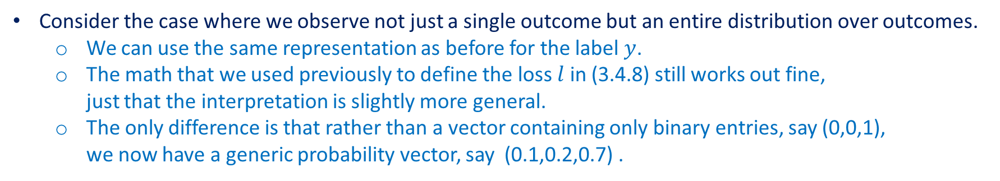 • Consider the case where we observe not just a single outcome but an entire distribution over outcomes.
○ We can use the same representation as before for the label y.
○ The math that we used previously to define the loss l in (3.4.8) still works out fine,
just that the interpretation is slightly more general.
○ The only difference is that rather than a vector containing only binary entries, say (0,0,1),
we now have a generic probability vector, say (0.1,0.2,0.7) .